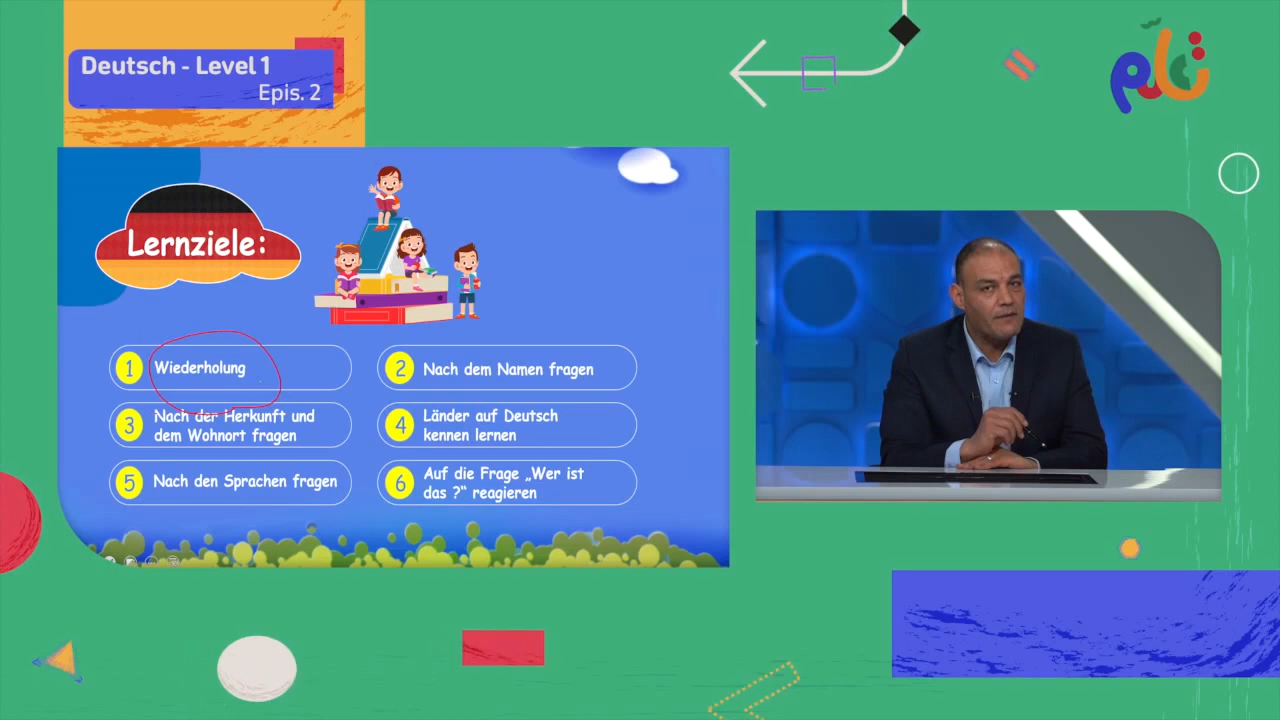 Deutsch - Level 1
Epis. 2
تعلم
Lernziele:
1 Wiederholung
2 Nach dem Namen fragen
3 Nach der Herkunft und
dem Wohnort fragen
4 Länder auf Deutsch
kennen lernen
5 Nach den Sprachen fragen
6 Auf die Frage „Wer ist
das ?“ reagieren